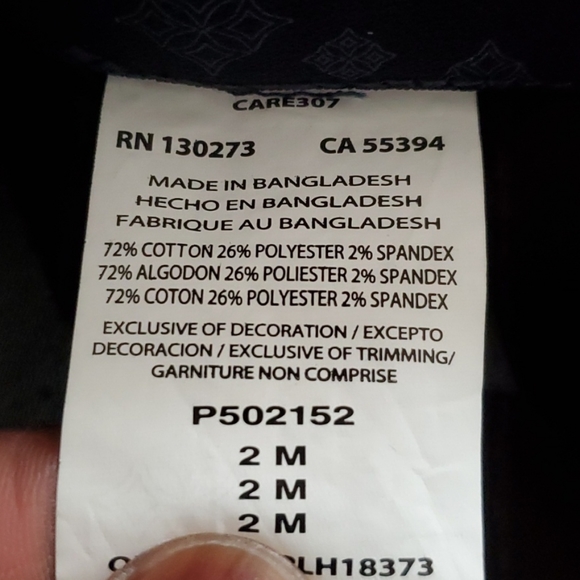 CARE307
RN 130273 CA 55394
MADE IN BANGLADESH
HECHO EN BANGLADESH
FABRIQUE AU BANGLADESH
72% COTTON 26% POLYESTER 2% SPANDEX
72% ALGODON 26% POLIESTER 2% SPANDEX
72% COTON 26% POLYESTER 2% SPANDEX
EXCLUSIVE OF DECORATION / EXCEPTO
DECORACION / EXCLUSIVE OF TRIMMING/
GARNITURE NON COMPRISE
P502152
2 M
2 M
2 M
LH18373